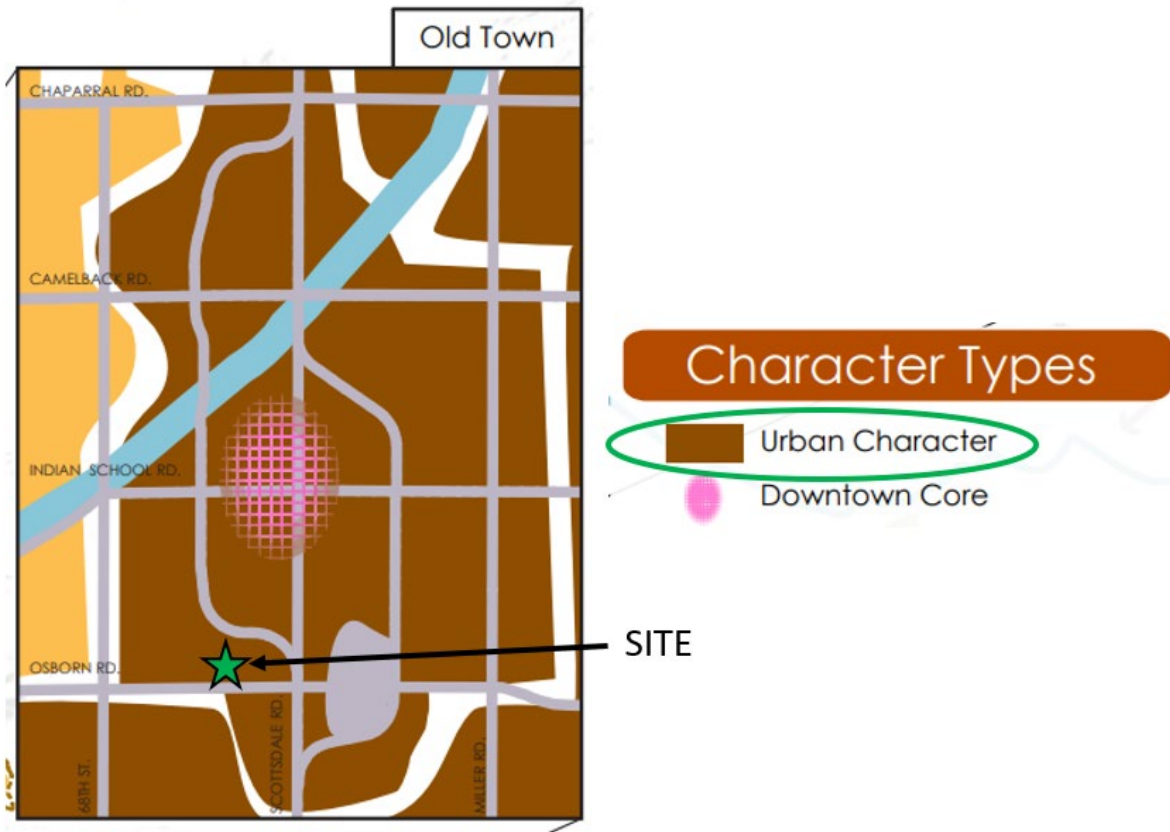 Old Town
CHAPARRAL RD.
CAMELBACK RD.
Character Types
Urban Character
INDIAN SCHOOL RD.
Downtown Core
SITE
OSBORN RD.
68TH ST.
SCOTTSDALE RD.
MILLER RD.